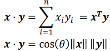 x · y = ∑_{i=1}^{n} x_i y_i = x^T y
x · y = cos(θ)‖x‖ ‖y‖